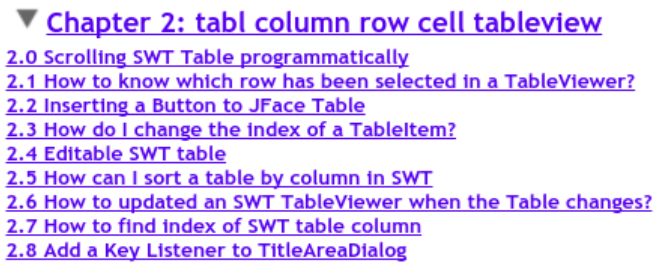 Chapter 2: tabl column row cell tableview
2.0 Scrolling SWT Table programmatically
2.1 How to know which row has been selected in a TableViewer?
2.2 Inserting a Button to JFace Table
2.3 How do I change the index of a TableItem?
2.4 Editable SWT table
2.5 How can I sort a table by column in SWT
2.6 How to updated an SWT TableViewer when the Table changes?
2.7 How to find index of SWT table column
2.8 Add a Key Listener to TitleAreaDialog